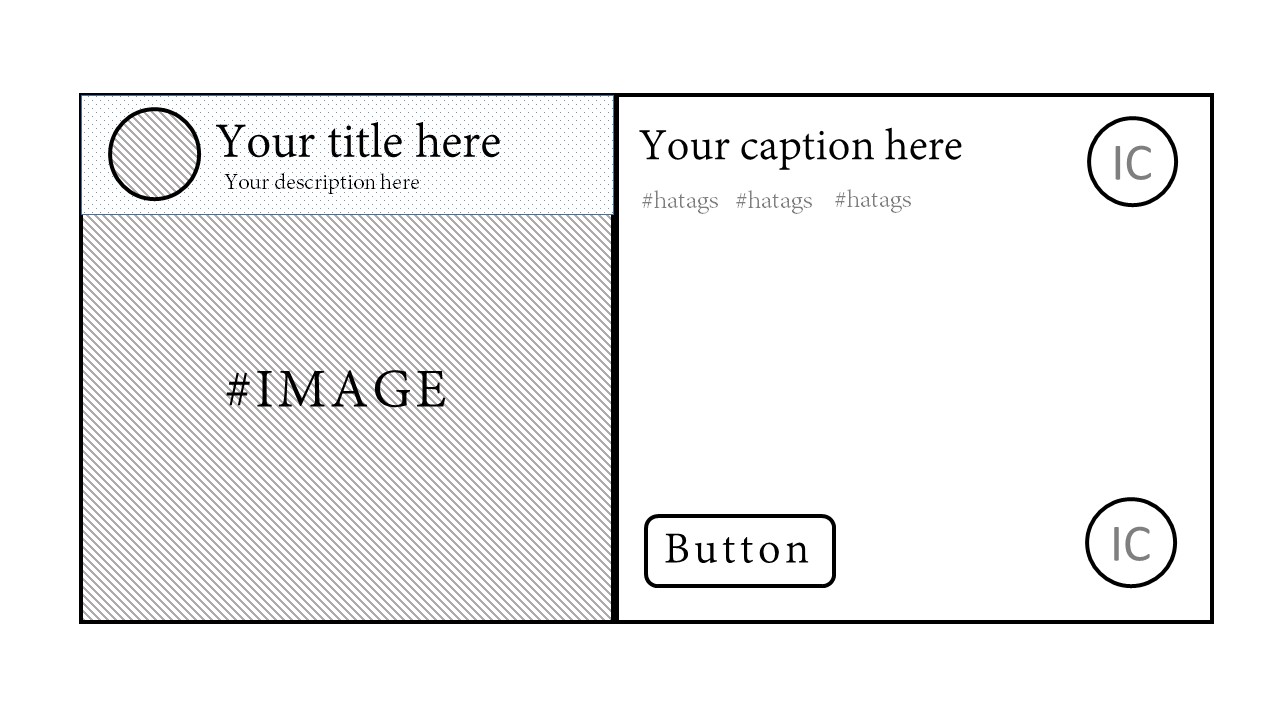 Your title here
Your description here
#IMAGE
Your caption here
IC
#hatags #hatags #hatags
Button
IC